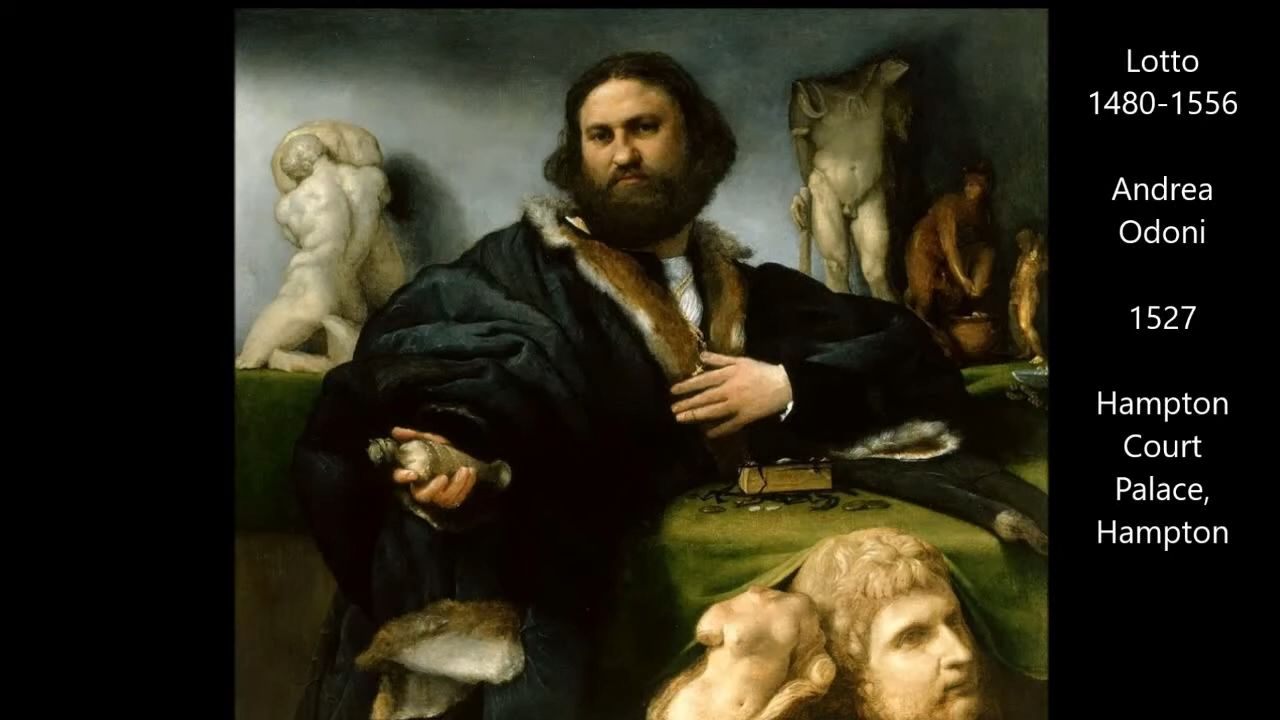 Lotto
1480-1556
Andrea
Odoni
1527
Hampton
Court
Palace,
Hampton